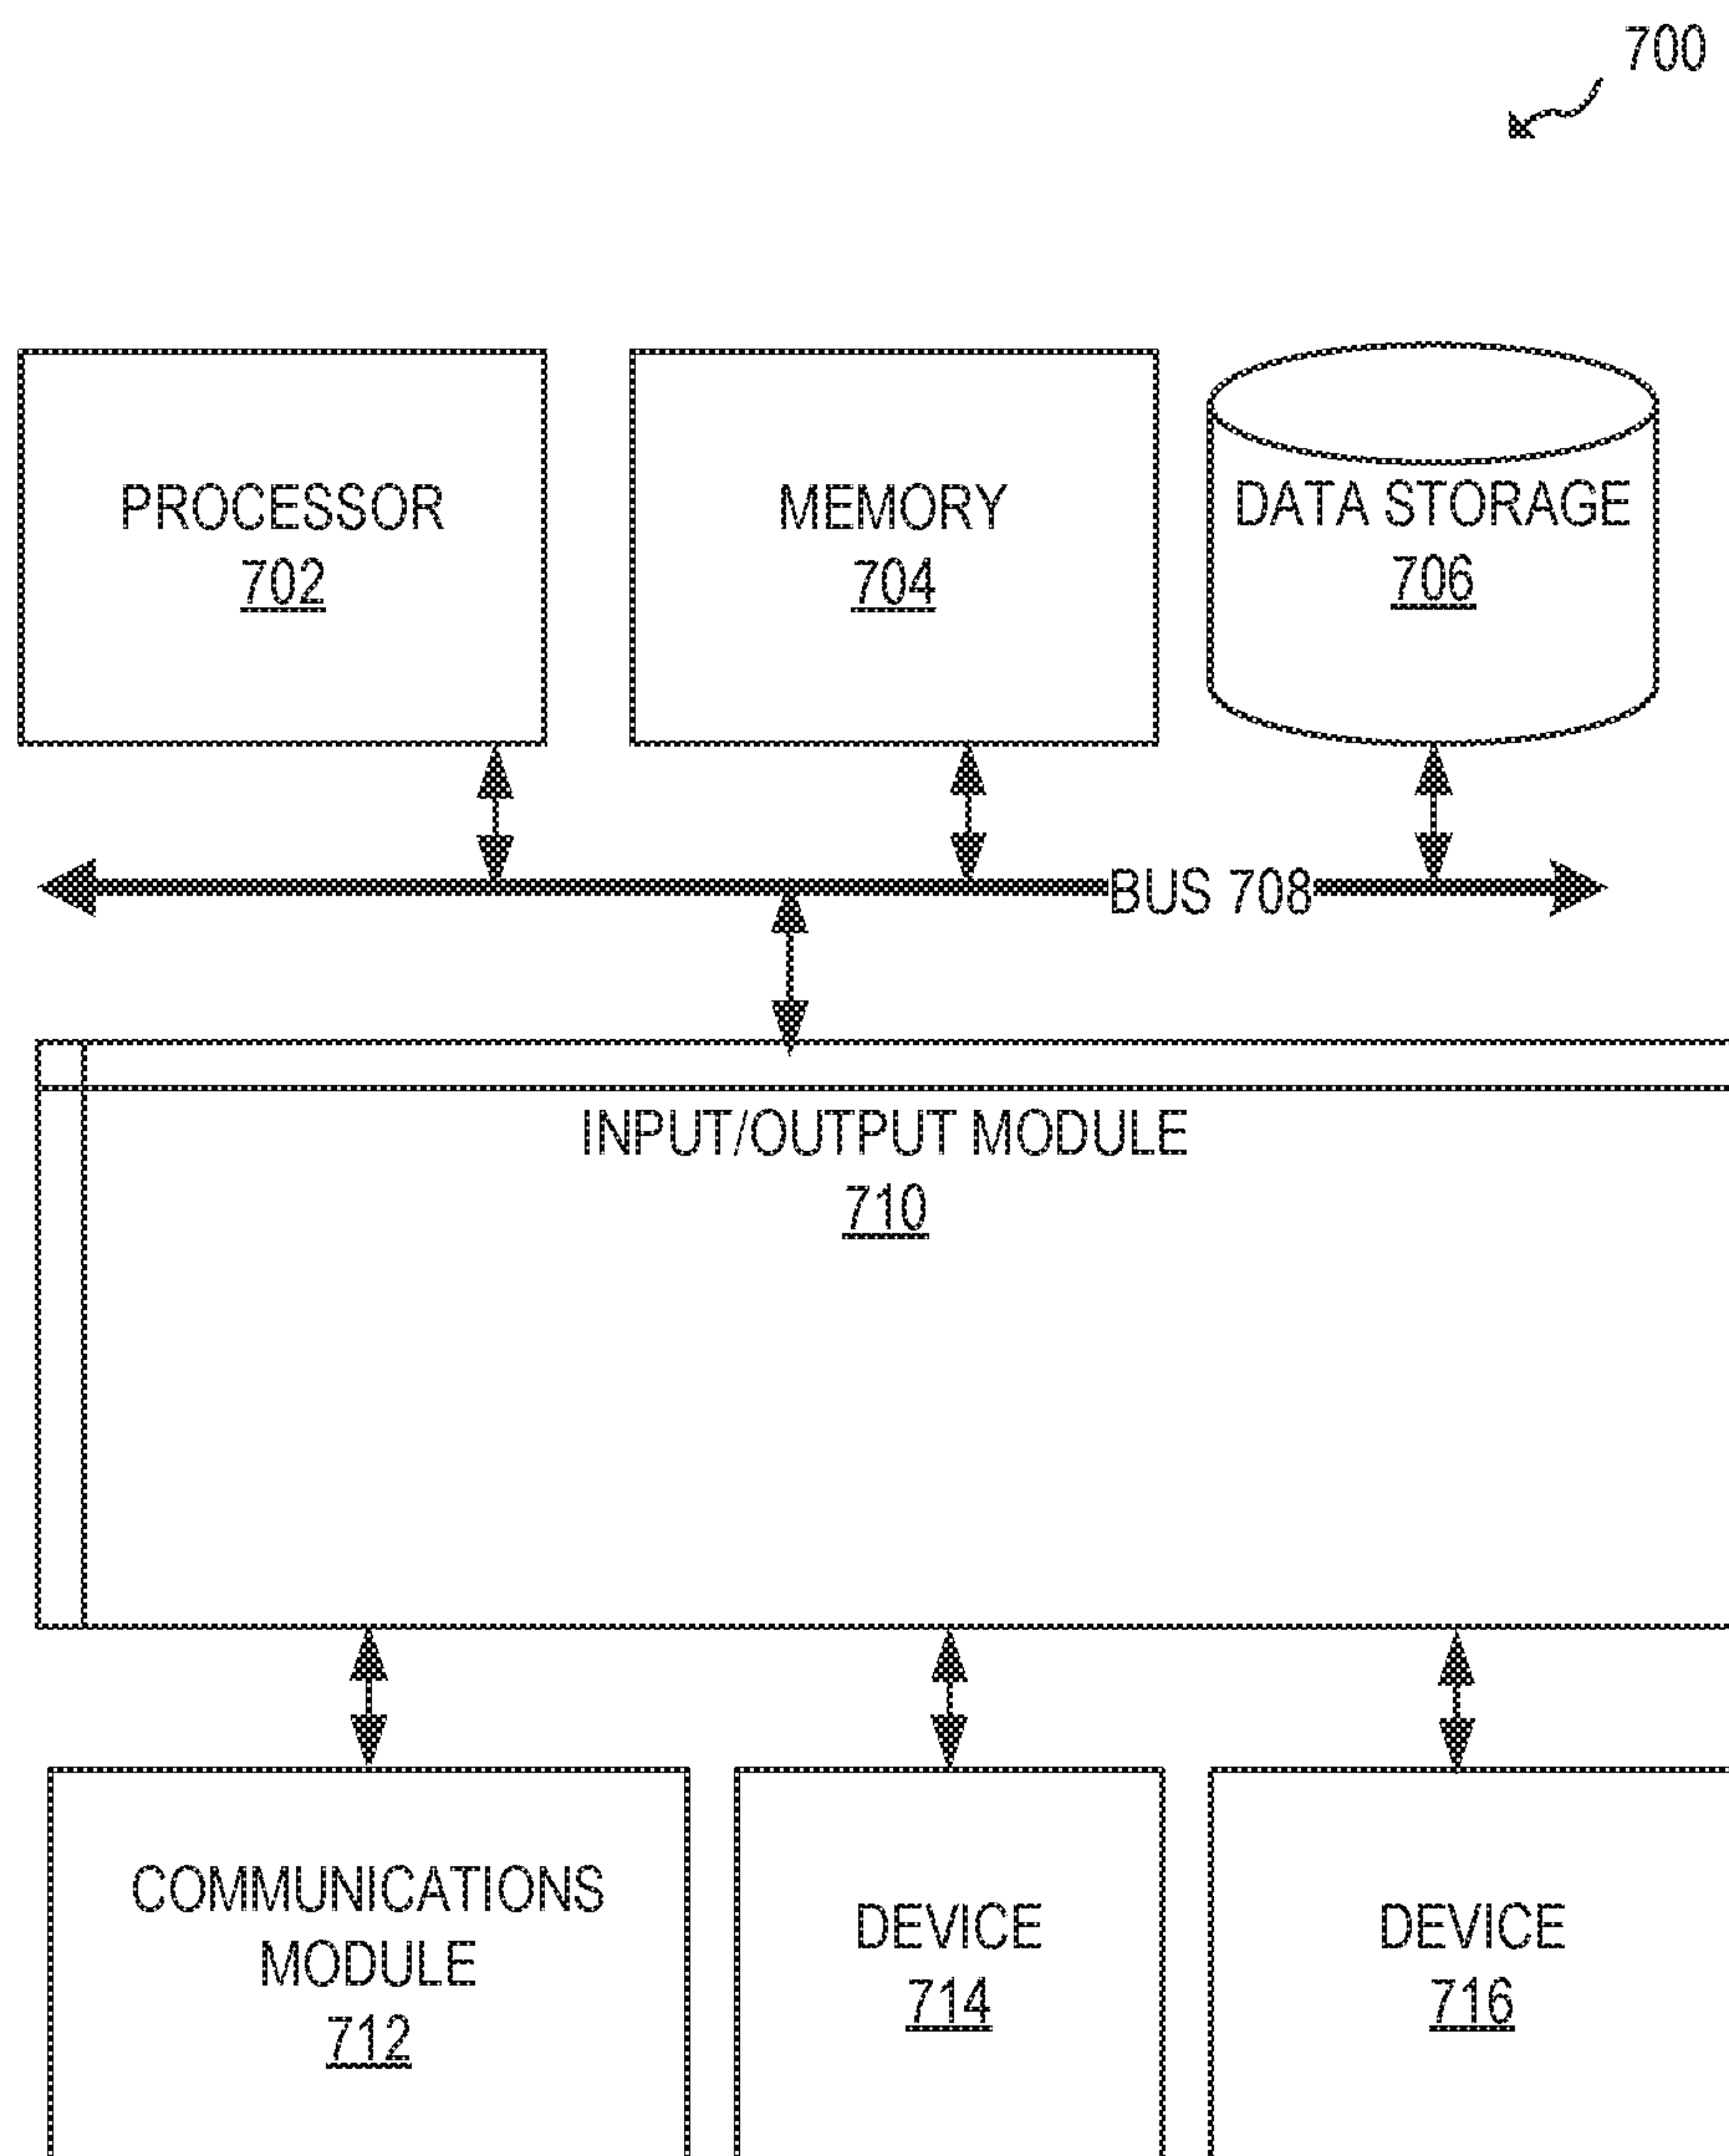 700
PROCESSOR
702
MEMORY
704
DATA STORAGE
706
BUS 708
INPUT/OUTPUT MODULE
710
COMMUNICATIONS
MODULE
712
DEVICE
714
DEVICE
716